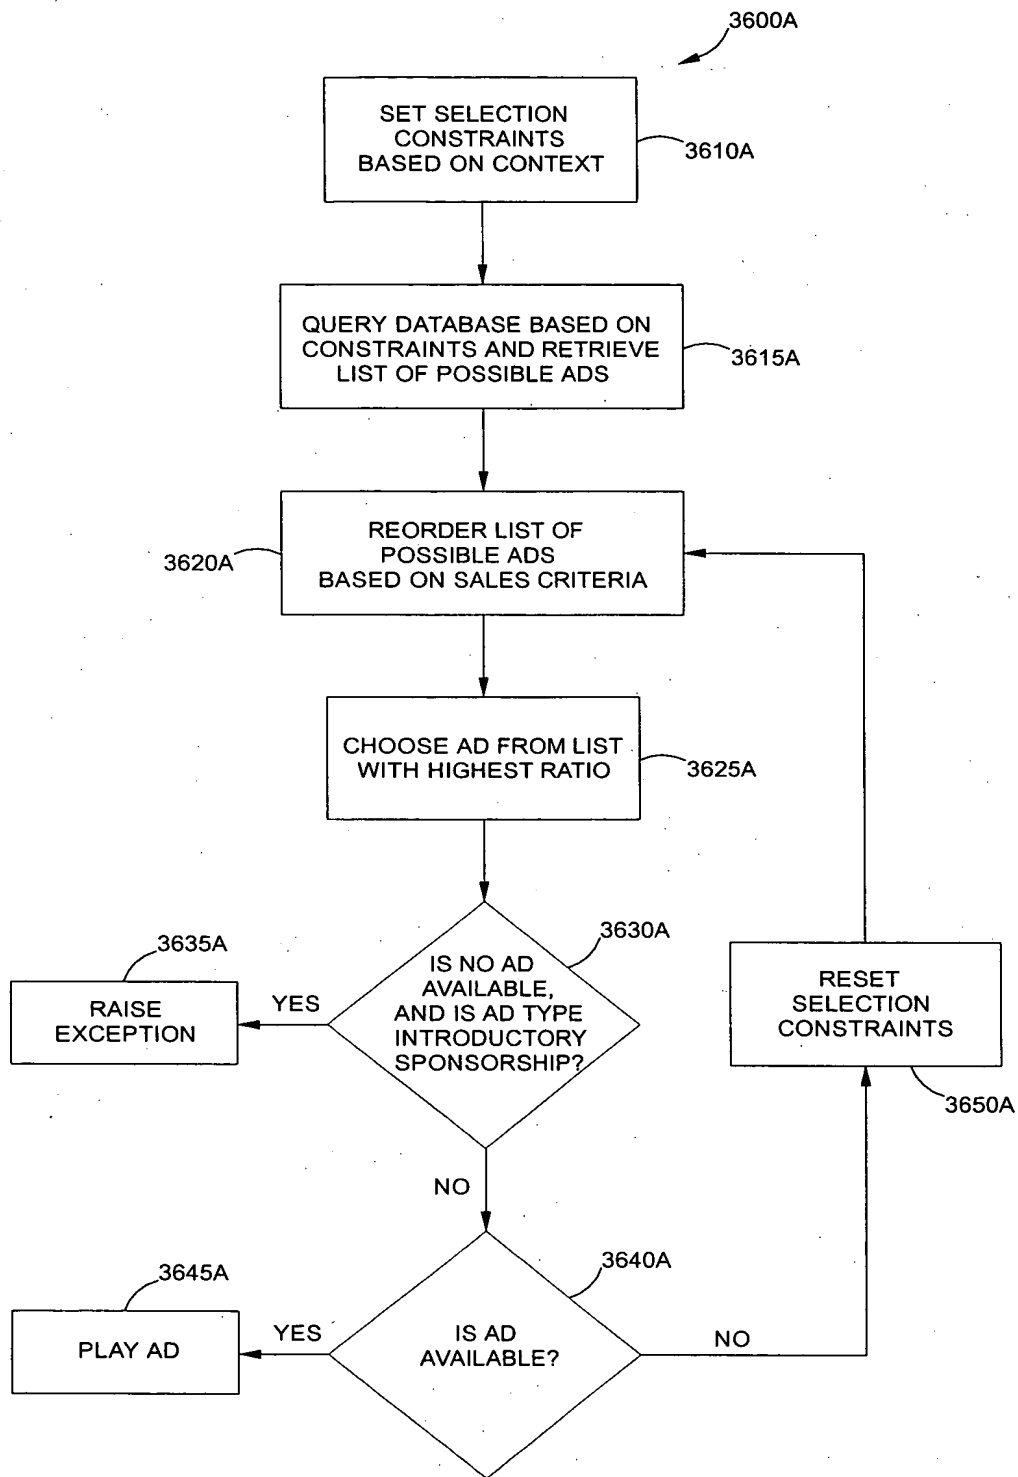 3600A
SET SELECTION
CONSTRAINTS
BASED ON CONTEXT
3610A
QUERY DATABASE BASED ON
CONSTRAINTS AND RETRIEVE
LIST OF POSSIBLE ADS
3615A
REORDER LIST OF
POSSIBLE ADS
BASED ON SALES CRITERIA
3620A
CHOOSE AD FROM LIST
WITH HIGHEST RATIO
3625A
IS NO AD
AVAILABLE,
AND IS AD TYPE
INTRODUCTORY
SPONSORSHIP?
3630A
YES
3635A
RAISE
EXCEPTION
RESET
SELECTION
CONSTRAINTS
3650A
NO
IS AD
AVAILABLE?
3640A
YES
3645A
PLAY AD
NO